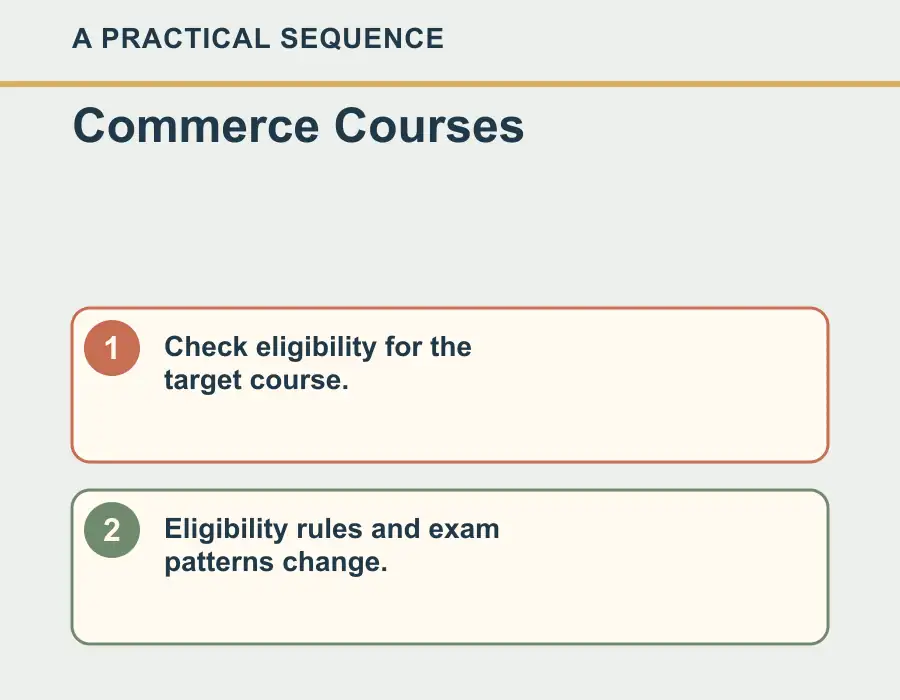 A PRACTICAL SEQUENCE
Commerce Courses
1
Check eligibility for the
target course.
2
Eligibility rules and exam
patterns change.